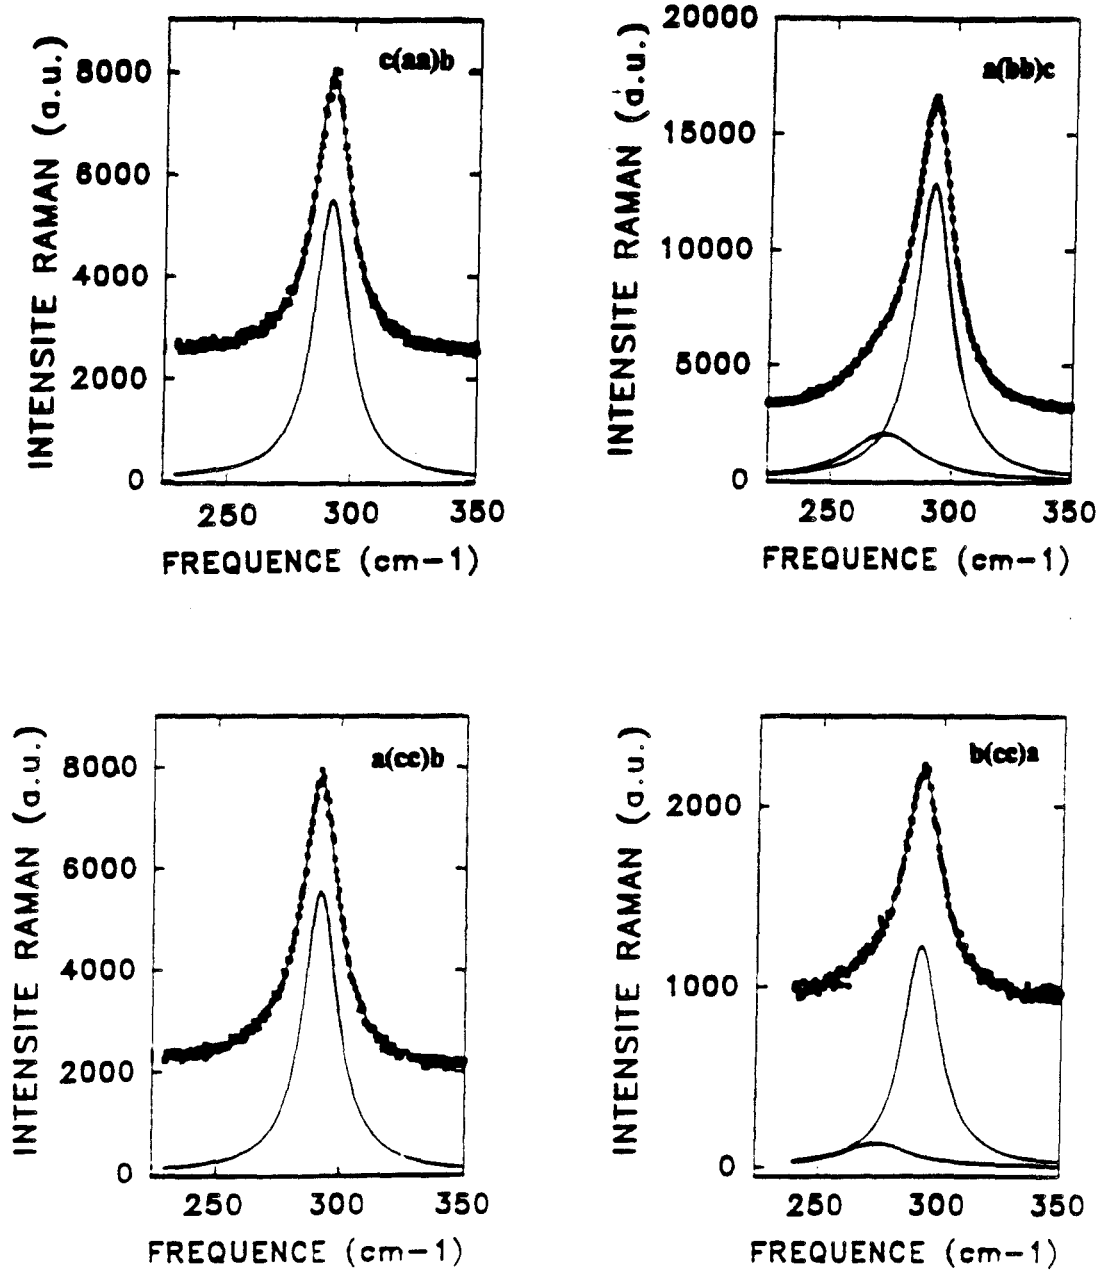 INTENSITE RAMAN (a.u.)
c(aa)b
8000
6000
4000
2000
0
250 300 350
FREQUENCE (cm-1)
INTENSITE RAMAN (a.u.)
a(bb)c
20000
15000
10000
5000
0
250 300 350
FREQUENCE (cm-1)
INTENSITE RAMAN (a.u.)
a(cc)b
8000
6000
4000
2000
0
250 300 350
FREQUENCE (cm-1)
INTENSITE RAMAN (a.u.)
b(cc)a
2000
1000
0
250 300 350
FREQUENCE (cm-1)